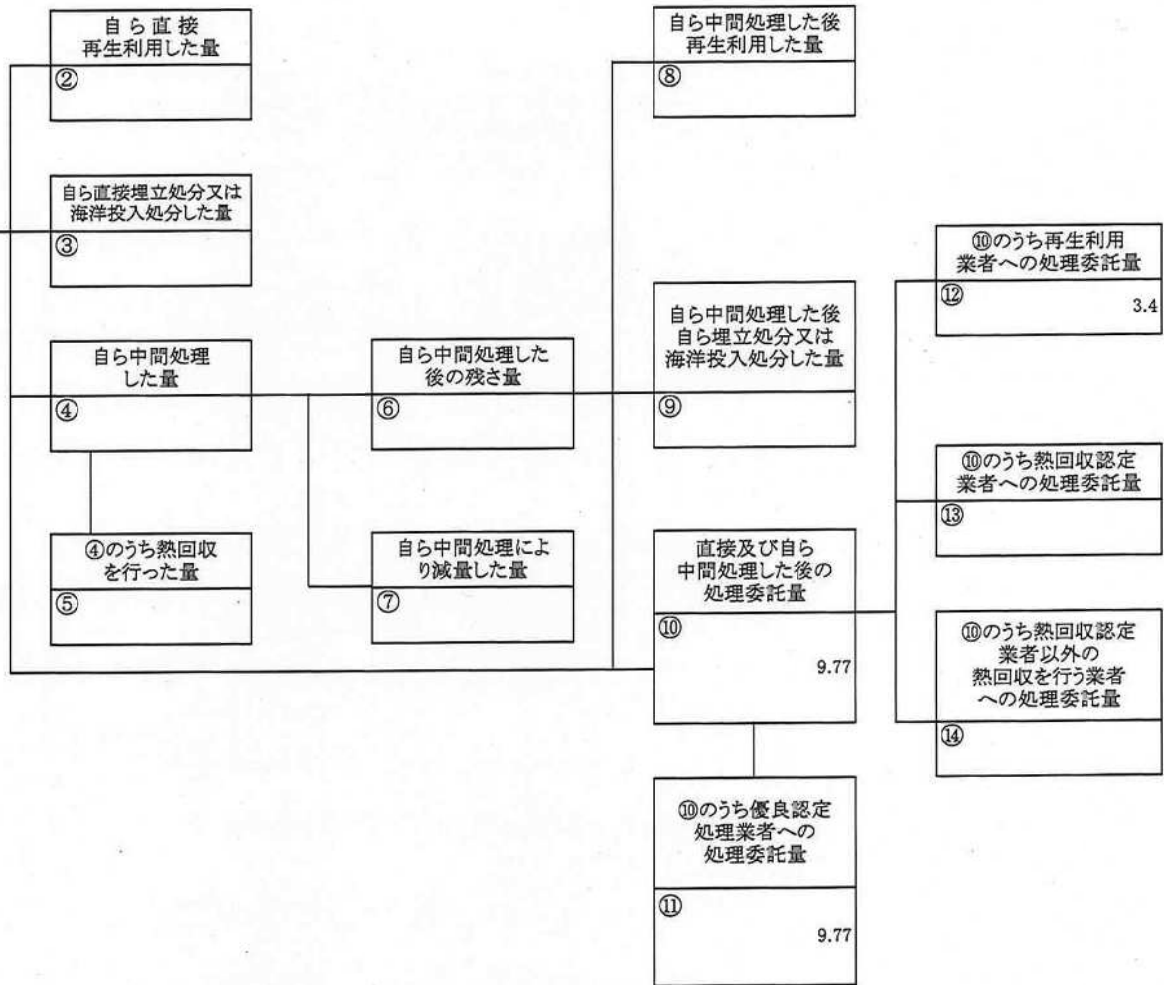 自ら直接
再生利用した量
②
自ら直接埋立処分又は
海洋投入処分した量
③
自ら中間処理
した量
④
④のうち熱回収
を行った量
⑤
自ら中間処理した
後の残さ量
⑥
自ら中間処理によ
り減量した量
⑦
自ら中間処理した後
再生利用した量
⑧
自ら中間処理した後
自ら埋立処分又は
海洋投入処分した量
⑨
直接及び自ら
中間処理した後の
処理委託量
⑩
9.77
⑩のうち優良認定
処理業者への
処理委託量
⑪
9.77
⑩のうち再生利用
業者への処理委託量
⑫
3.4
⑩のうち熱回収認定
業者への処理委託量
⑬
⑩のうち熱回収認定
業者以外の
熱回収を行う業者
への処理委託量
⑭